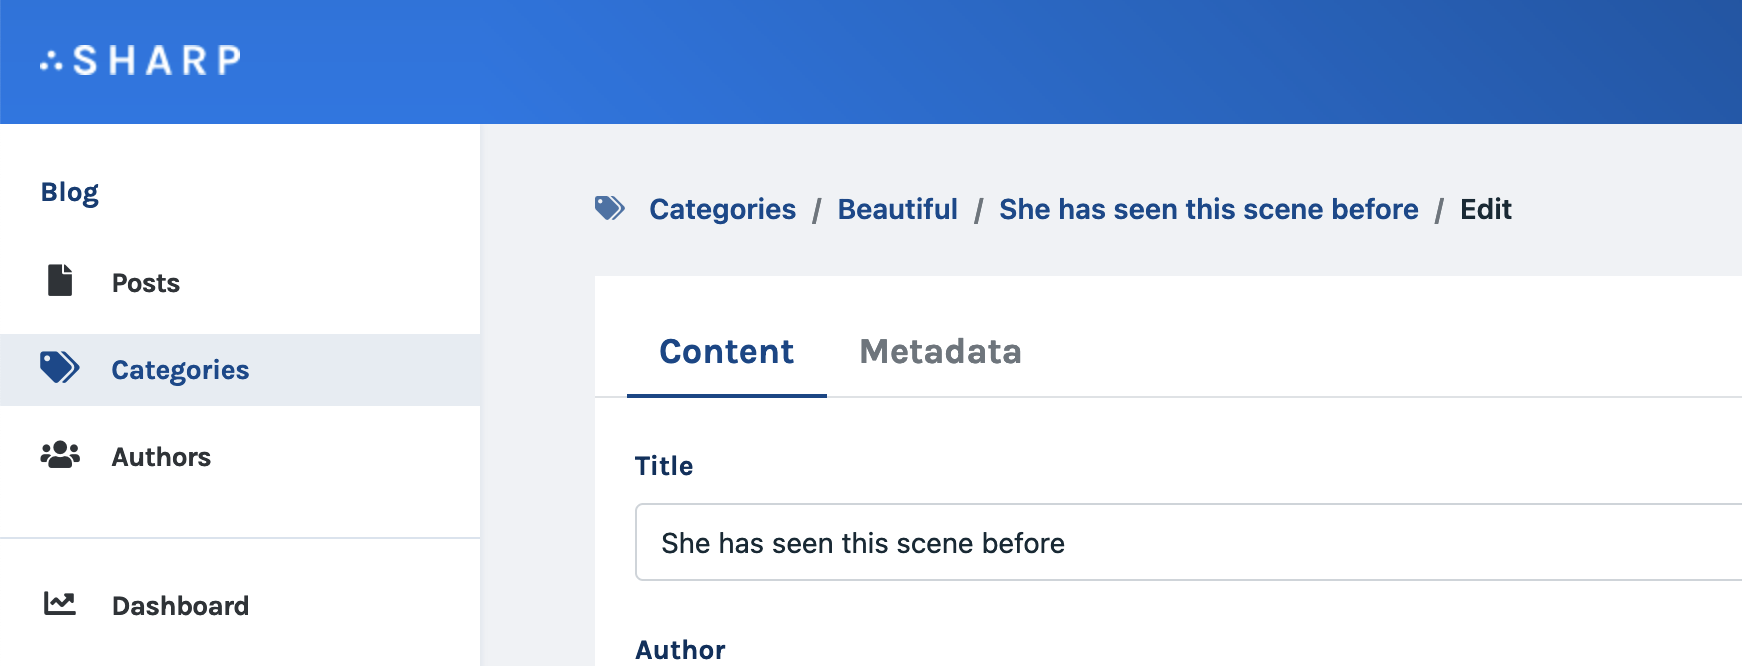 SHARP
Blog
Posts
Categories
Authors
Dashboard
Categories / Beautiful / She has seen this scene before / Edit
Content Metadata
Title
She has seen this scene before
Author